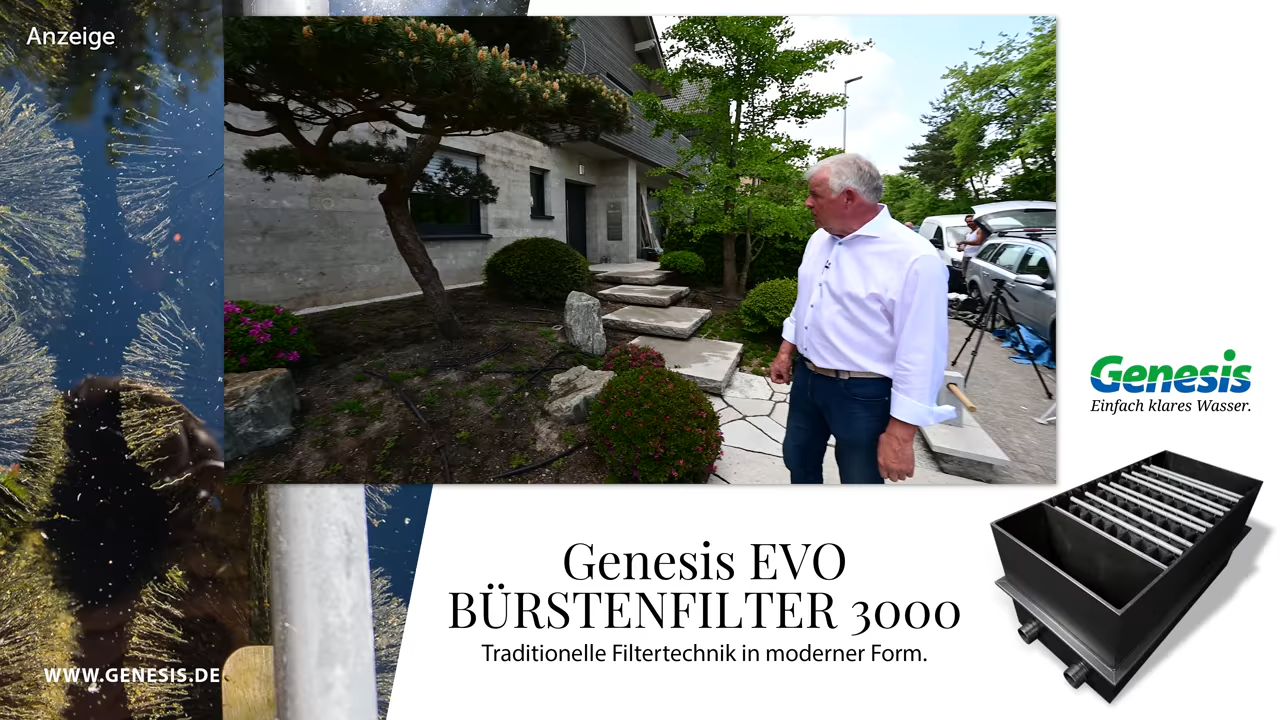 Anzeige
Genesis
Einfach klares Wasser.
Genesis EVO
BÜRSTENFILTER 3000
Traditionelle Filtertechnik in moderner Form.
WWW.GENESIS.DE